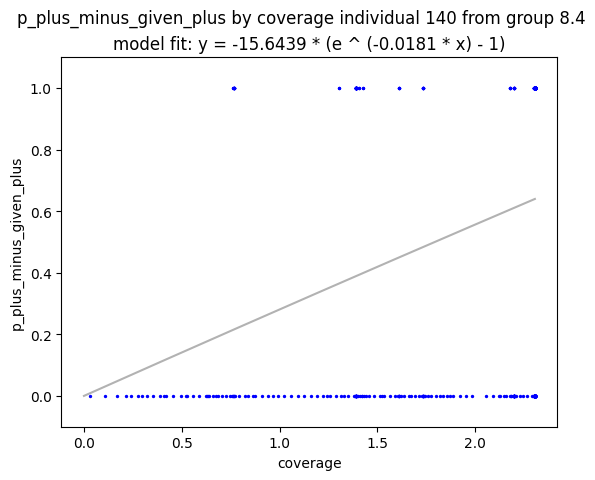 p_plus_minus_given_plus by coverage individual 140 from group 8.4
model fit: y = -15.6439 * (e ^ (-0.0181 * x) - 1)
1.0
0.8
0.6
0.4
0.2
0.0
p_plus_minus_given_plus
0.0 0.5 1.0 1.5 2.0
coverage